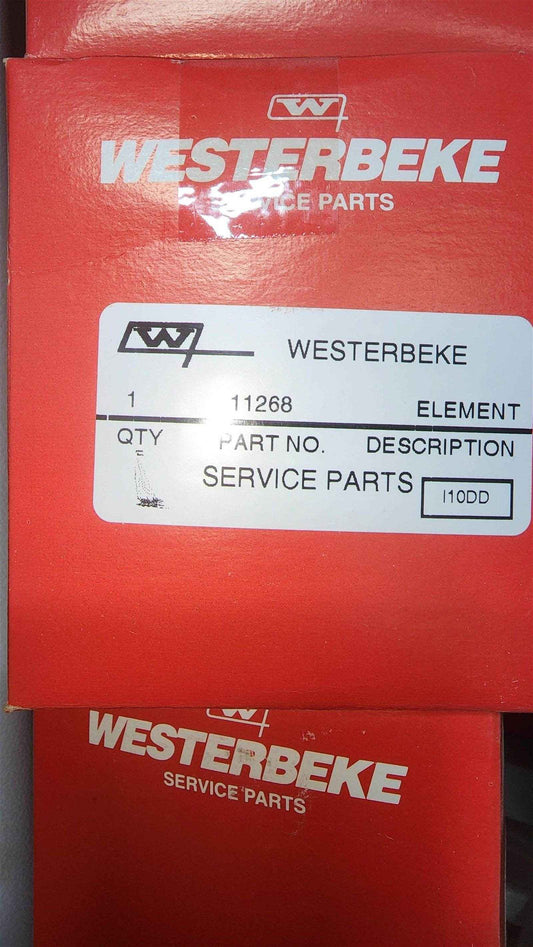 W
WESTERBEKE
SERVICE PARTS
W WESTERBEKE
1 11268 ELEMENT
QTY PART NO. DESCRIPTION
SERVICE PARTS I10DD
W
WESTERBEKE
SERVICE PARTS